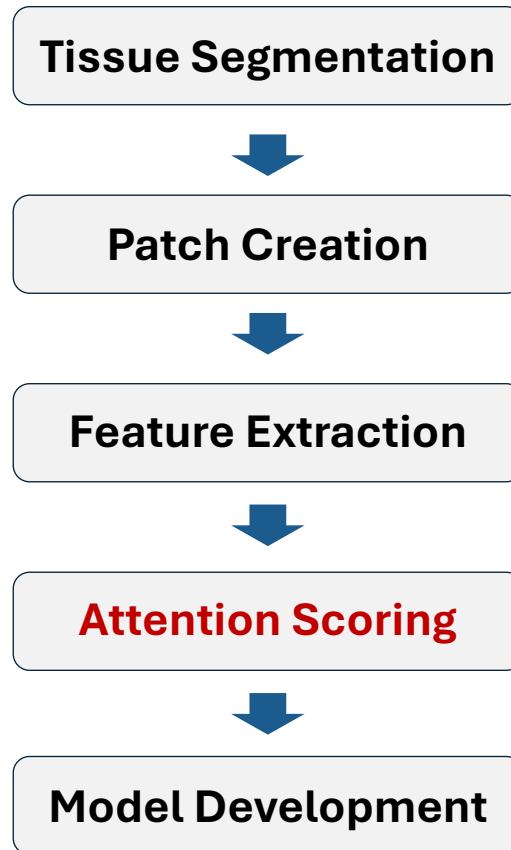 Tissue Segmentation
Patch Creation
Feature Extraction
Attention Scoring
Model Development